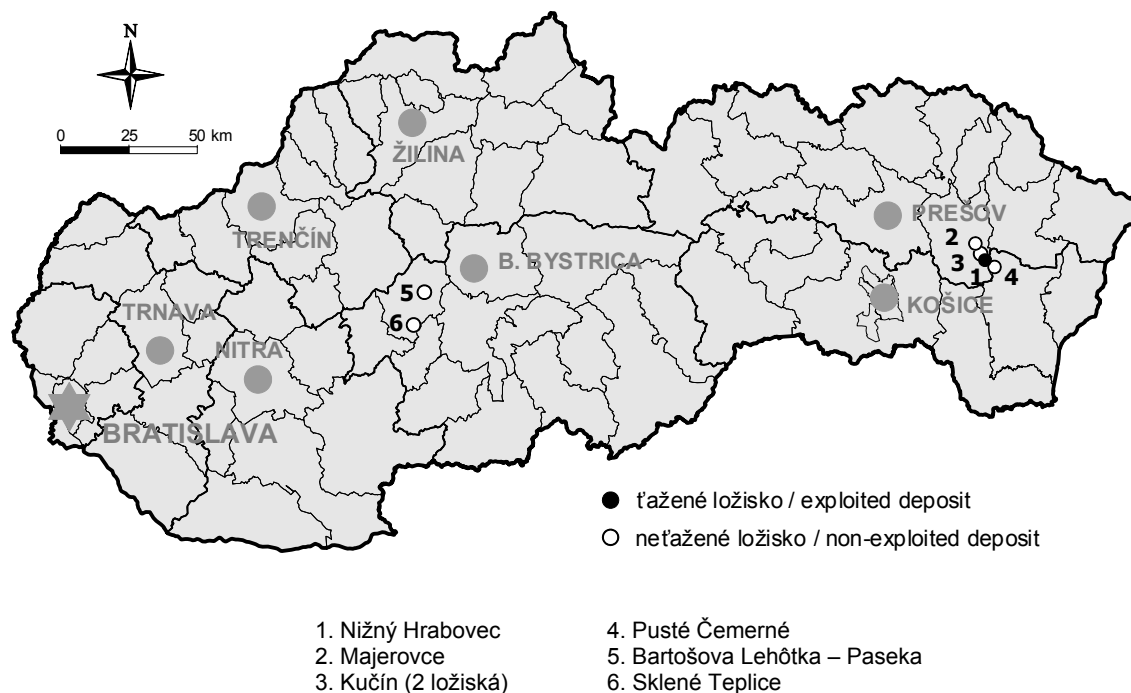 N
0 25 50 km
ŽILINA
PREŠOV
TRENČÍN
2
B. BYSTRICA
3
1
4
5
KOŠICE
TRNAVA
6
NITRA
BRATISLAVA
ťažené ložisko / exploited deposit
neťažené ložisko / non-exploited deposit
1. Nižný Hrabovec
2. Majerovce
3. Kučín (2 ložiská)
4. Pusté Čemerné
5. Bartošova Lehôtka – Paseka
6. Sklené Teplice